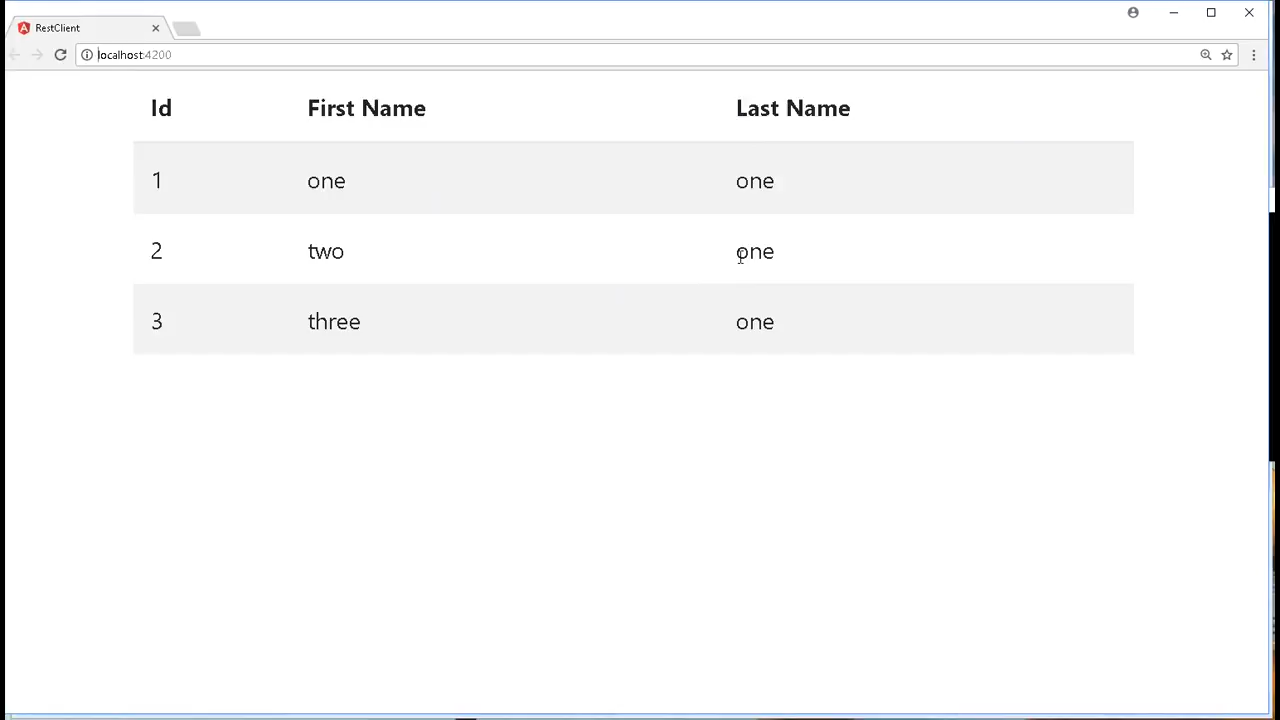 RestClient
localhost:4200
Id First Name Last Name
1 one one
2 two one
3 three one